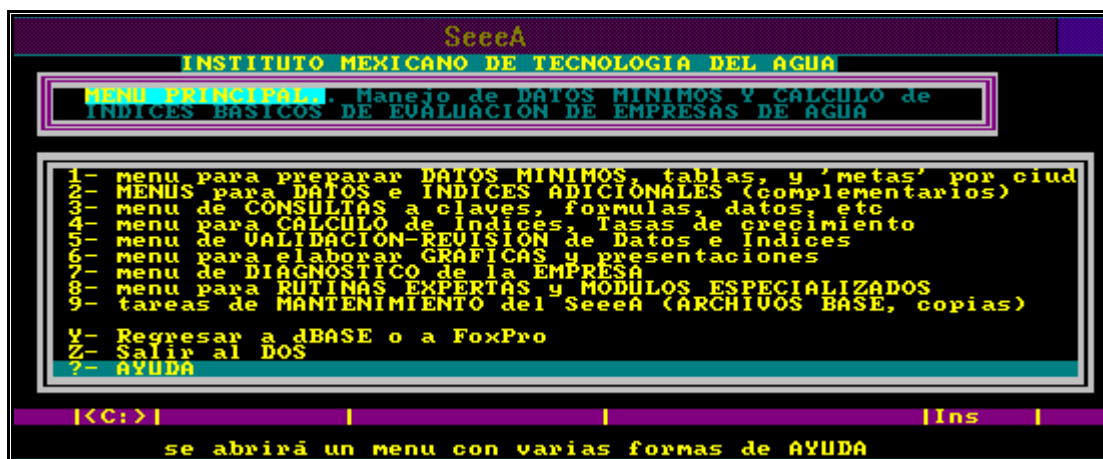 SeeeA
INSTITUTO MEXICANO DE TECNOLOGIA DEL AGUA
MENU PRINCIPAL.. Manejo de DATOS MINIMOS Y CALCULO de
INDICES BASICOS DE EVALUACION DE EMPRESAS DE AGUA
1- menu para preparar DATOS MINIMOS, tablas, y 'metas' por ciud
2- MENUS para DATOS e INDICES ADICIONALES (complementarios)
3- menu de CONSULTAS a claves, formulas, datos, etc
4- menu para CALCULO de Indices, Tasas de crecimiento
5- menu de VALIDACION-REVISION de Datos e Indices
6- menu para elaborar GRAFICAS y presentaciones
7- menu de DIAGNOSTICO de la EMPRESA
8- menu para RUTINAS EXPERTAS y MODULOS ESPECIALIZADOS
9- tareas de MANTENIMIENTO del SeeeA (ARCHIVOS BASE, copias)
Y- Regresar a dBASE o a FoxPro
Z- Salir al DOS
?- AYUDA
|<C:>| | | |Ins |
se abrirá un menu con varias formas de AYUDA